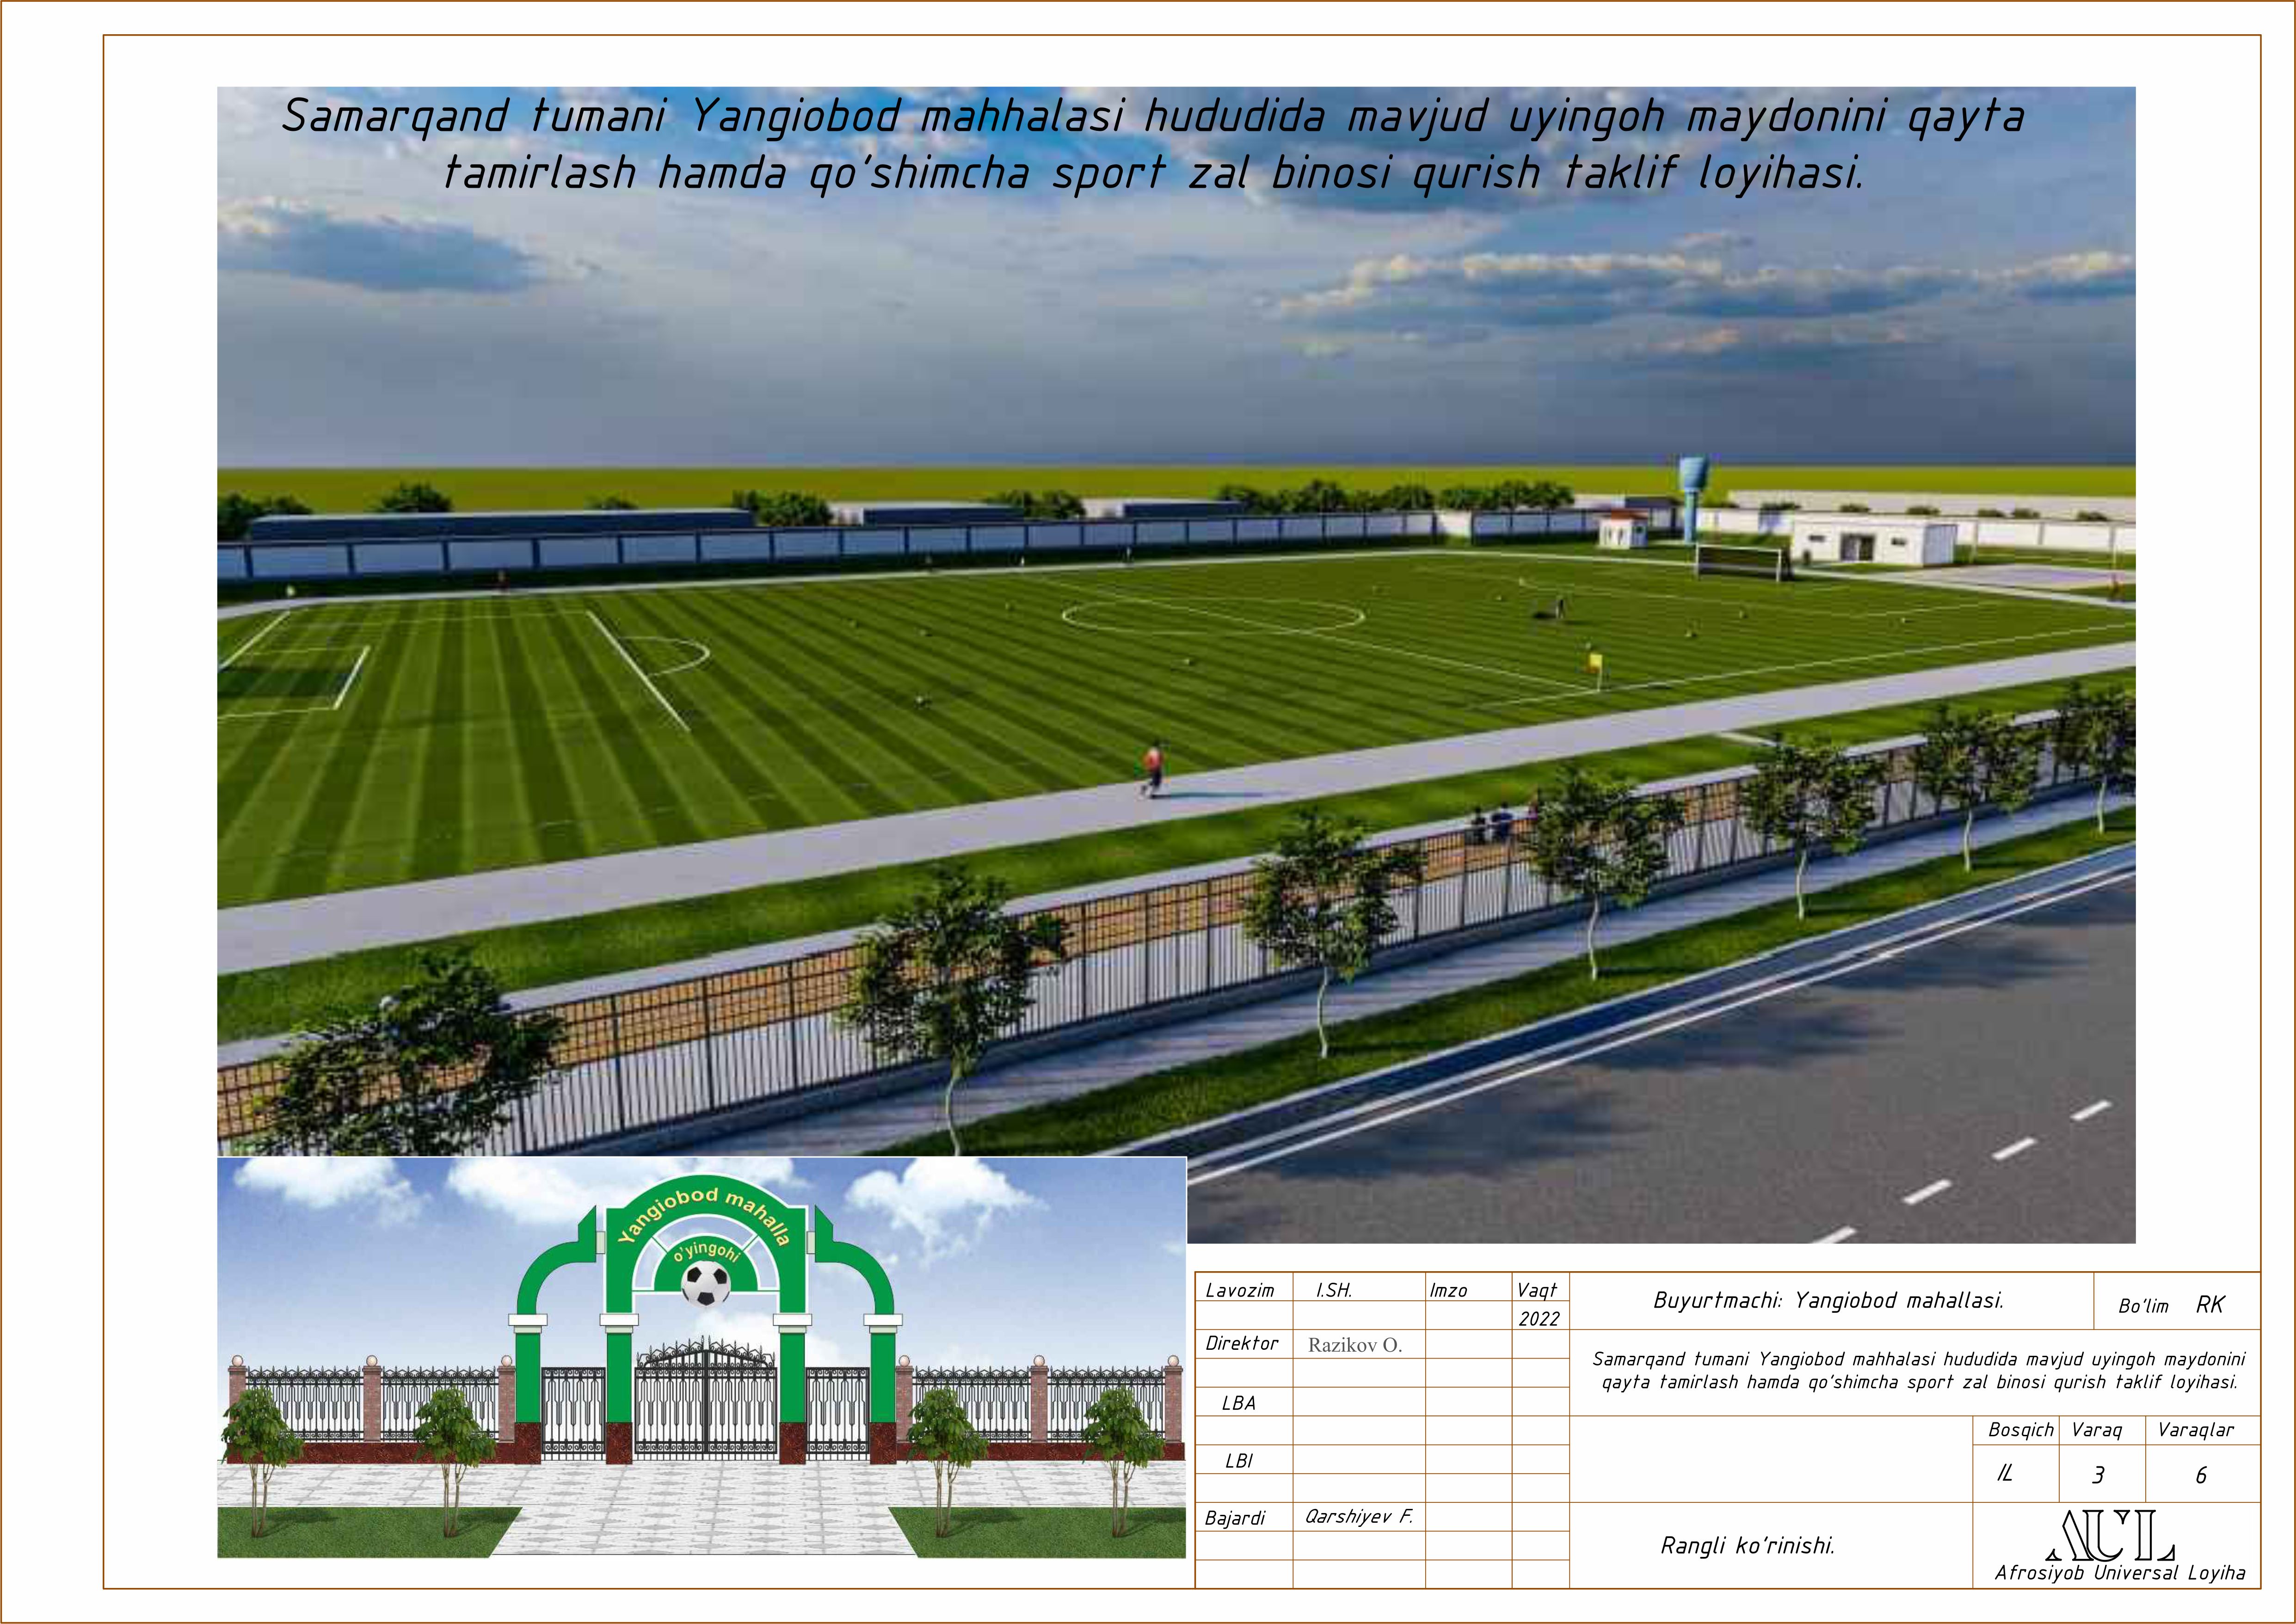 Samarqand tumani Yangiobod mahhalasi hududida mavjud uyingoh maydonini qayta
tamirlash hamda qo'shimcha sport zal binosi qurish taklif loyihasi.
Yangiobod mahalla
o'yingohi
Lavozim I.SH. Imzo Vaqt
2022
Buyurtmachi: Yangiobod mahallasi.
Bo'lim RK
Direktor Razikov O.
Samarqand tumani Yangiobod mahhalasi hududida mavjud uyingoh maydonini
qayta tamirlash hamda qo'shimcha sport zal binosi qurish taklif loyihasi.
LBA
Bosqich Varaq Varaqlar
LBI
IL 3 6
Bajardi Qarshiyev F.
Rangli ko'rinishi.
AUL
Afrosiyob Universal Loyiha